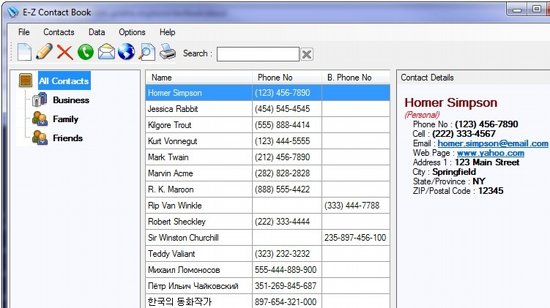 E-Z Contact Book
File Contacts Data Options Help
Search :
All Contacts
Business
Family
Friends
Name Phone No B. Phone No
Homer Simpson (123) 456-7890
Jessica Rabbit (454) 545-4545
Kilgore Trout (555) 888-4414
Kurt Vonnegut (123) 444-5555
Mark Twain (212) 456-7890
Marvin Acme (282) 828-2828
R. K. Maroon (888) 555-4422
Rip Van Winkle (333) 444-7788
Robert Sheckley (222) 333-4444
Sir Winston Churchill 235-897-456-100
Teddy Valiant (323) 232-3232
Михаил Ломоносов 555-444-889-900
Пётр Ильич Чайковский 351-269-845-687
한국의 동화작가 897-654-321-000
Contact Details
Homer Simpson
(Personal)
Phone No : (123) 456-7890
Cell : (222) 333-4567
Email : homer.simpson@email.com
Web Page : www.yahoo.com
Address 1 : 123 Main Street
City : Springfield
State/Province : NY
ZIP/Postal Code : 12345